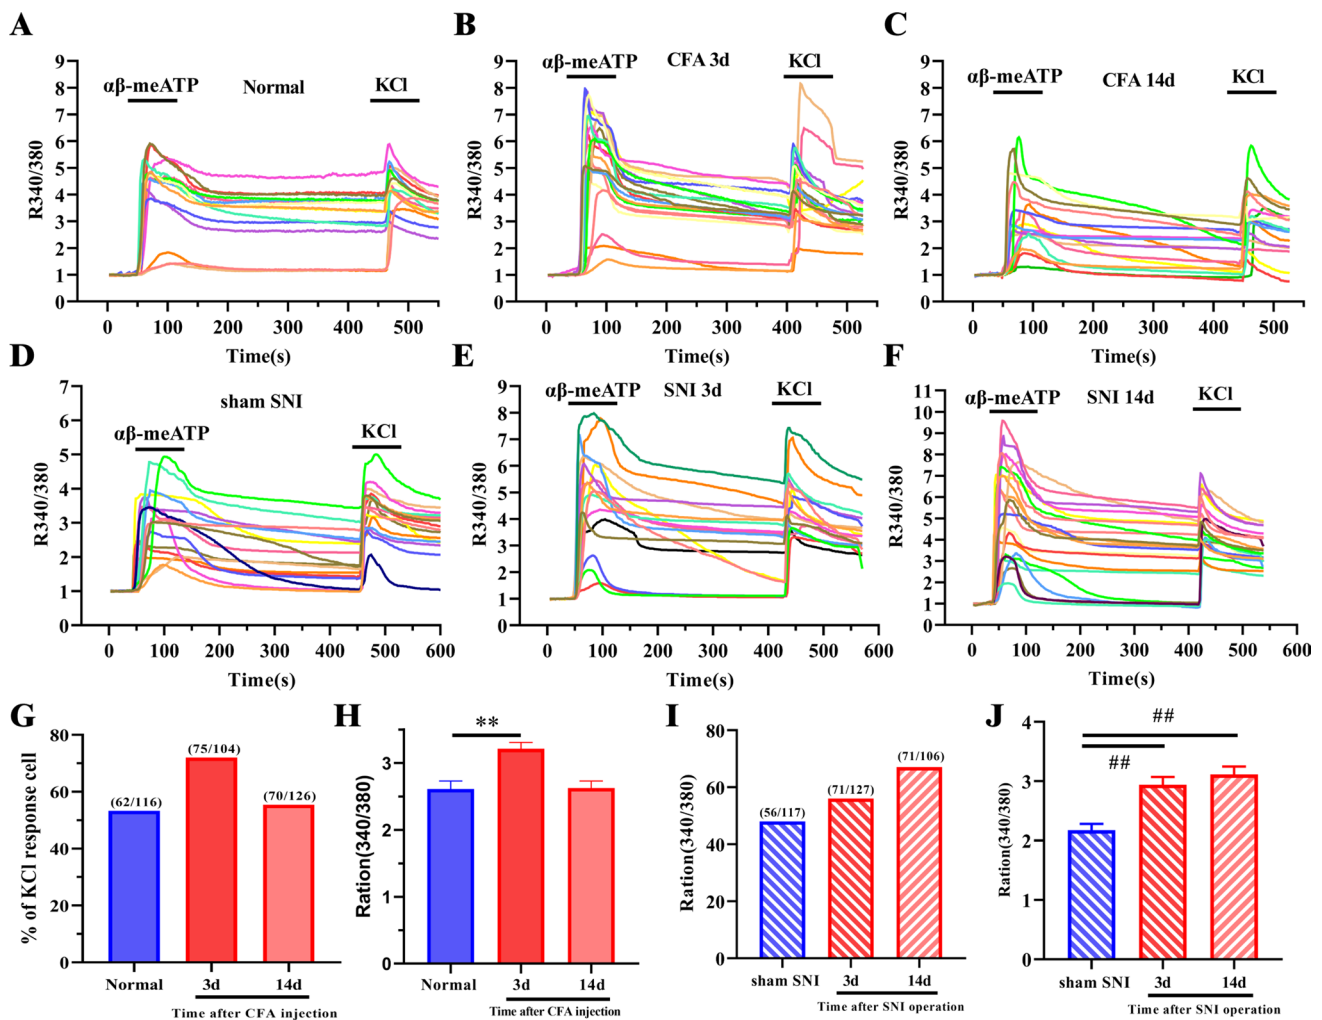 A
B
C
αβ-meATP Normal KCl
R340/380
9
8
7
6
5
4
3
2
1
0
0 100 200 300 400 500
Time(s)
αβ-meATP CFA 3d KCl
R340/380
9
8
7
6
5
4
3
2
1
0
0 100 200 300 400 500
Time(s)
αβ-meATP CFA 14d KCl
R340/380
9
8
7
6
5
4
3
2
1
0
0 100 200 300 400 500
Time(s)
D
E
F
sham SNI
αβ-meATP KCl
R340/380
7
6
5
4
3
2
1
0
0 100 200 300 400 500 600
Time(s)
αβ-meATP SNI 3d KCl
R340/380
9
8
7
6
5
4
3
2
1
0
0 100 200 300 400 500 600
Time(s)
αβ-meATP SNI 14d KCl
R340/380
11
10
9
8
7
6
5
4
3
2
1
0
0 100 200 300 400 500 600
Time(s)
G
H
I
J
% of KCl response cell
80
60
40
20
0
(62/116)
(75/104)
(70/126)
Normal 3d 14d
Time after CFA injection
Ration(340/380)
3
2
1
0
**
Normal 3d 14d
Time after CFA injection
Ration(340/380)
80
60
40
20
0
(56/117)
(71/127)
(71/106)
sham SNI 3d 14d
Time after SNI operation
Ration(340/380)
4
3
2
1
0
##
##
sham SNI 3d 14d
Time after SNI operation